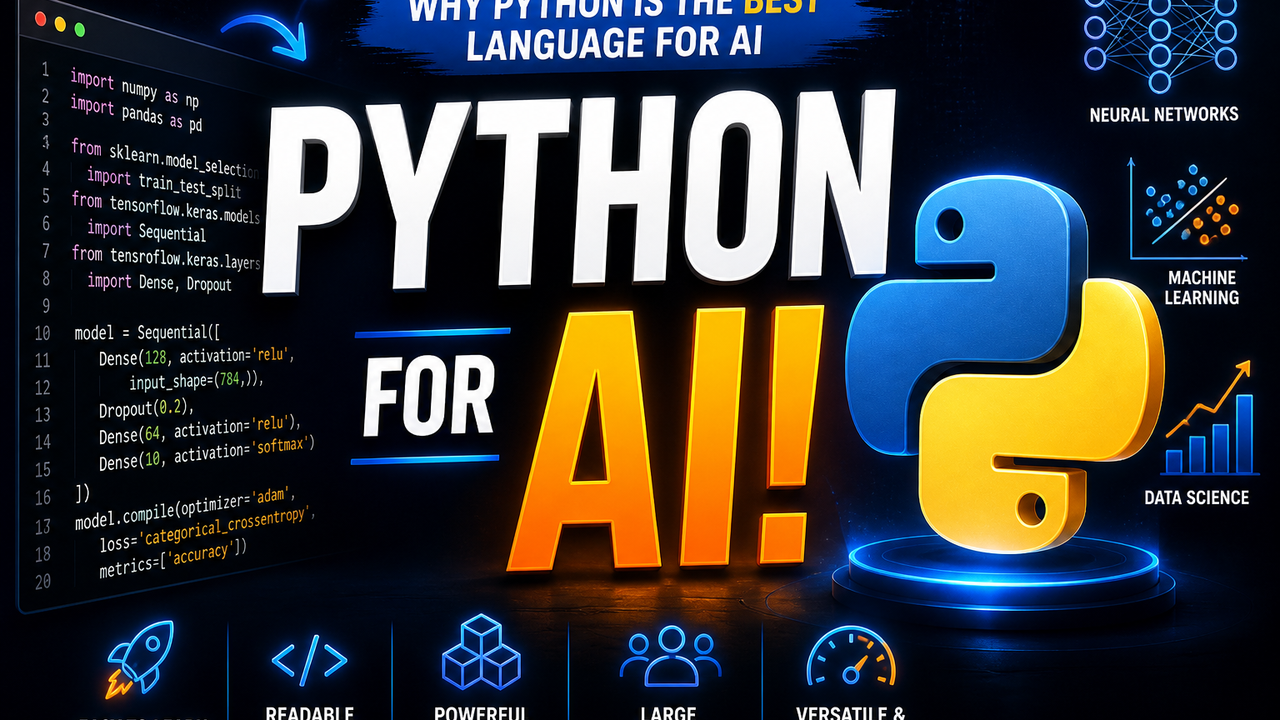 WHY PYTHON IS THE BEST
LANGUAGE FOR AI
PYTHON
FOR
AI!
1 import numpy as np
2 import pandas as pd
3
3 from sklearn.model_selection
4 import train_test_split
5 from tensorflow.keras.models
6 import Sequential
7 from tensroflow.keras.layers
8 import Dense, Dropout
10 model = Sequential([
11 Dense(128, activation='relu',
12 input_shape=(784,)),
13 Dropout(0.2),
14 Dense(64, activation='relu'),
15 Dense(10, activation='softmax')
16 ])
13 model.compile(optimizer='adam',
18 loss='categorical_crossentropy',
20 metrics=['accuracy'])
NEURAL NETWORKS
MACHINE
LEARNING
DATA SCIENCE
READABLE
POWERFUL
LARGE
VERSATILE &